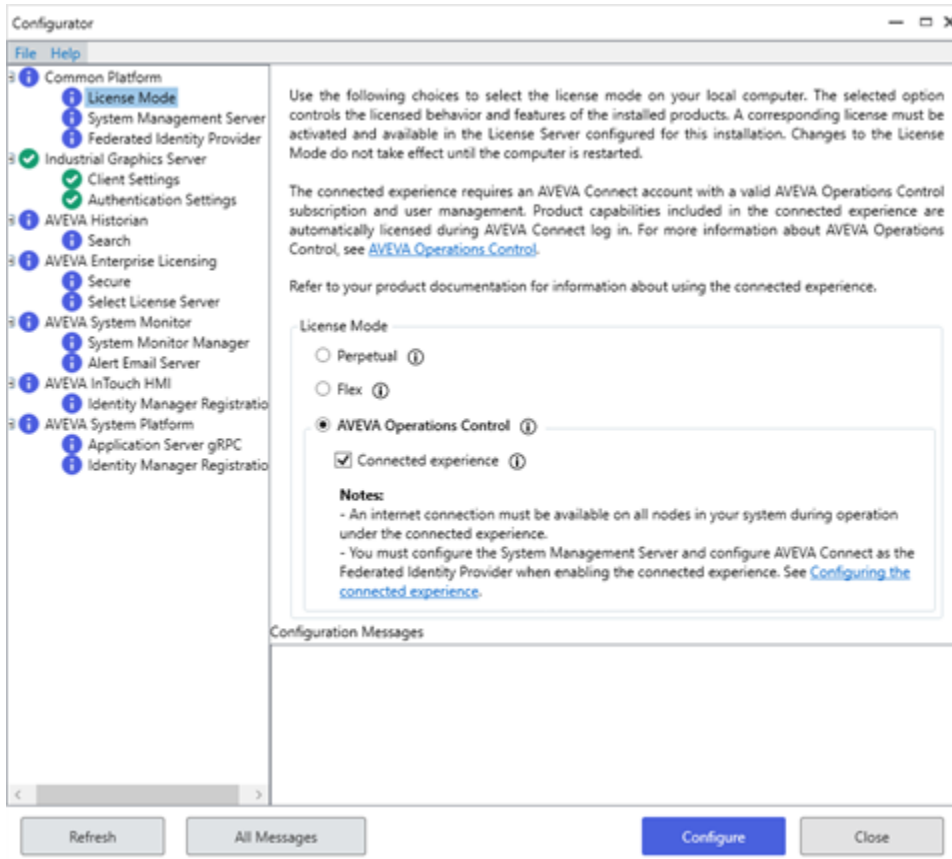 Configurator
File Help
Common Platform
License Mode
System Management Server
Federated Identity Provider
Industrial Graphics Server
Client Settings
Authentication Settings
AVEVA Historian
Search
AVEVA Enterprise Licensing
Secure
Select License Server
AVEVA System Monitor
System Monitor Manager
Alert Email Server
AVEVA InTouch HMI
Identity Manager Registratio
AVEVA System Platform
Application Server gRPC
Identity Manager Registratio
Use the following choices to select the license mode on your local computer. The selected option
controls the licensed behavior and features of the installed products. A corresponding license must be
activated and available in the License Server configured for this installation. Changes to the License
Mode do not take effect until the computer is restarted.
The connected experience requires an AVEVA Connect account with a valid AVEVA Operations Control
subscription and user management. Product capabilities included in the connected experience are
automatically licensed during AVEVA Connect log in. For more information about AVEVA Operations
Control, see AVEVA Operations Control.
Refer to your product documentation for information about using the connected experience.
License Mode
Perpetual
Flex
AVEVA Operations Control
Connected experience
Notes:
- An internet connection must be available on all nodes in your system during operation
under the connected experience.
- You must configure the System Management Server and configure AVEVA Connect as the
Federated Identity Provider when enabling the connected experience. See Configuring the
connected experience.
Configuration Messages
Refresh
All Messages
Configure
Close